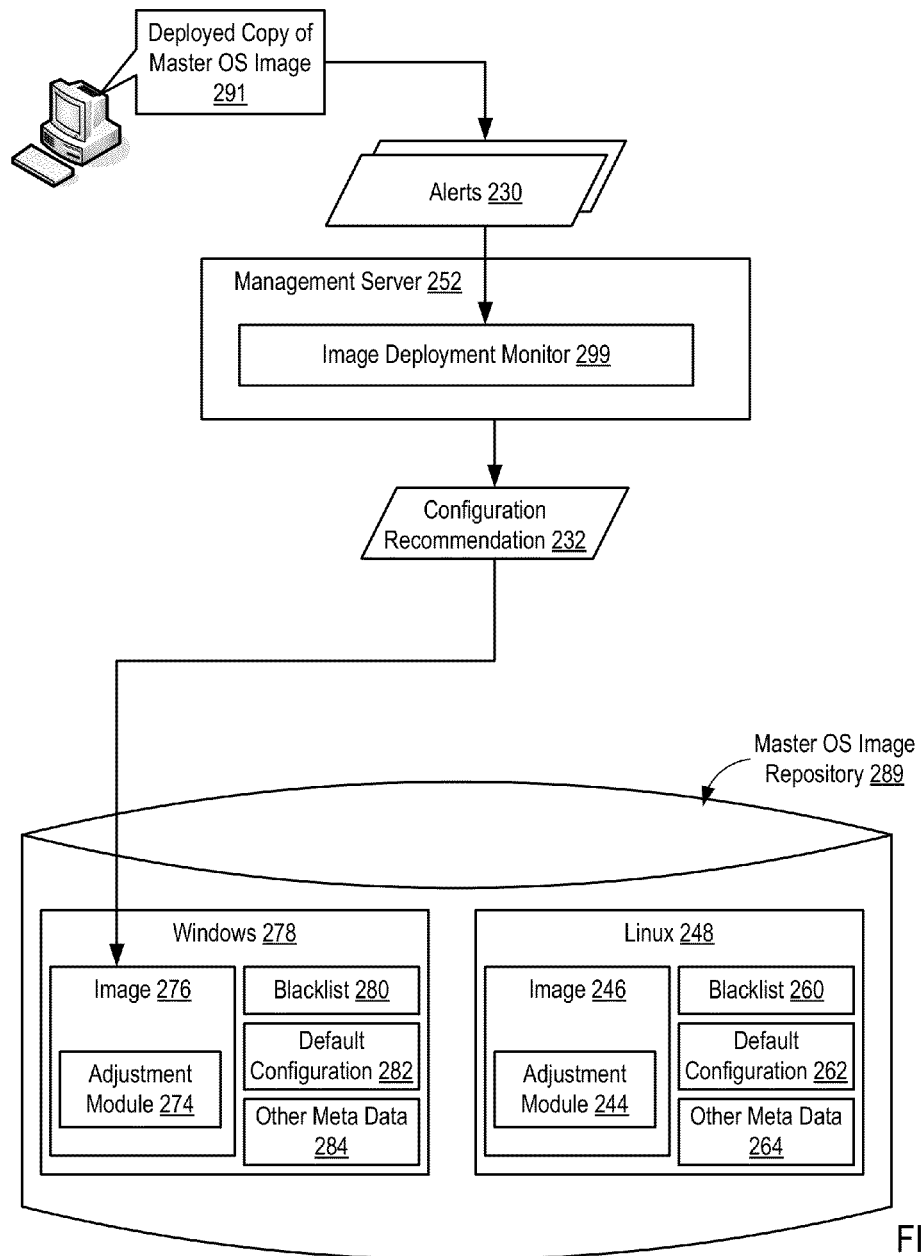 Deployed Copy of
Master OS Image
291
Alerts 230
Management Server 252
Image Deployment Monitor 299
Configuration
Recommendation 232
Master OS Image
Repository 289
Windows 278
Image 276
Adjustment
Module 274
Blacklist 280
Default
Configuration 282
Other Meta Data
284
Linux 248
Image 246
Adjustment
Module 244
Blacklist 260
Default
Configuration 262
Other Meta Data
264